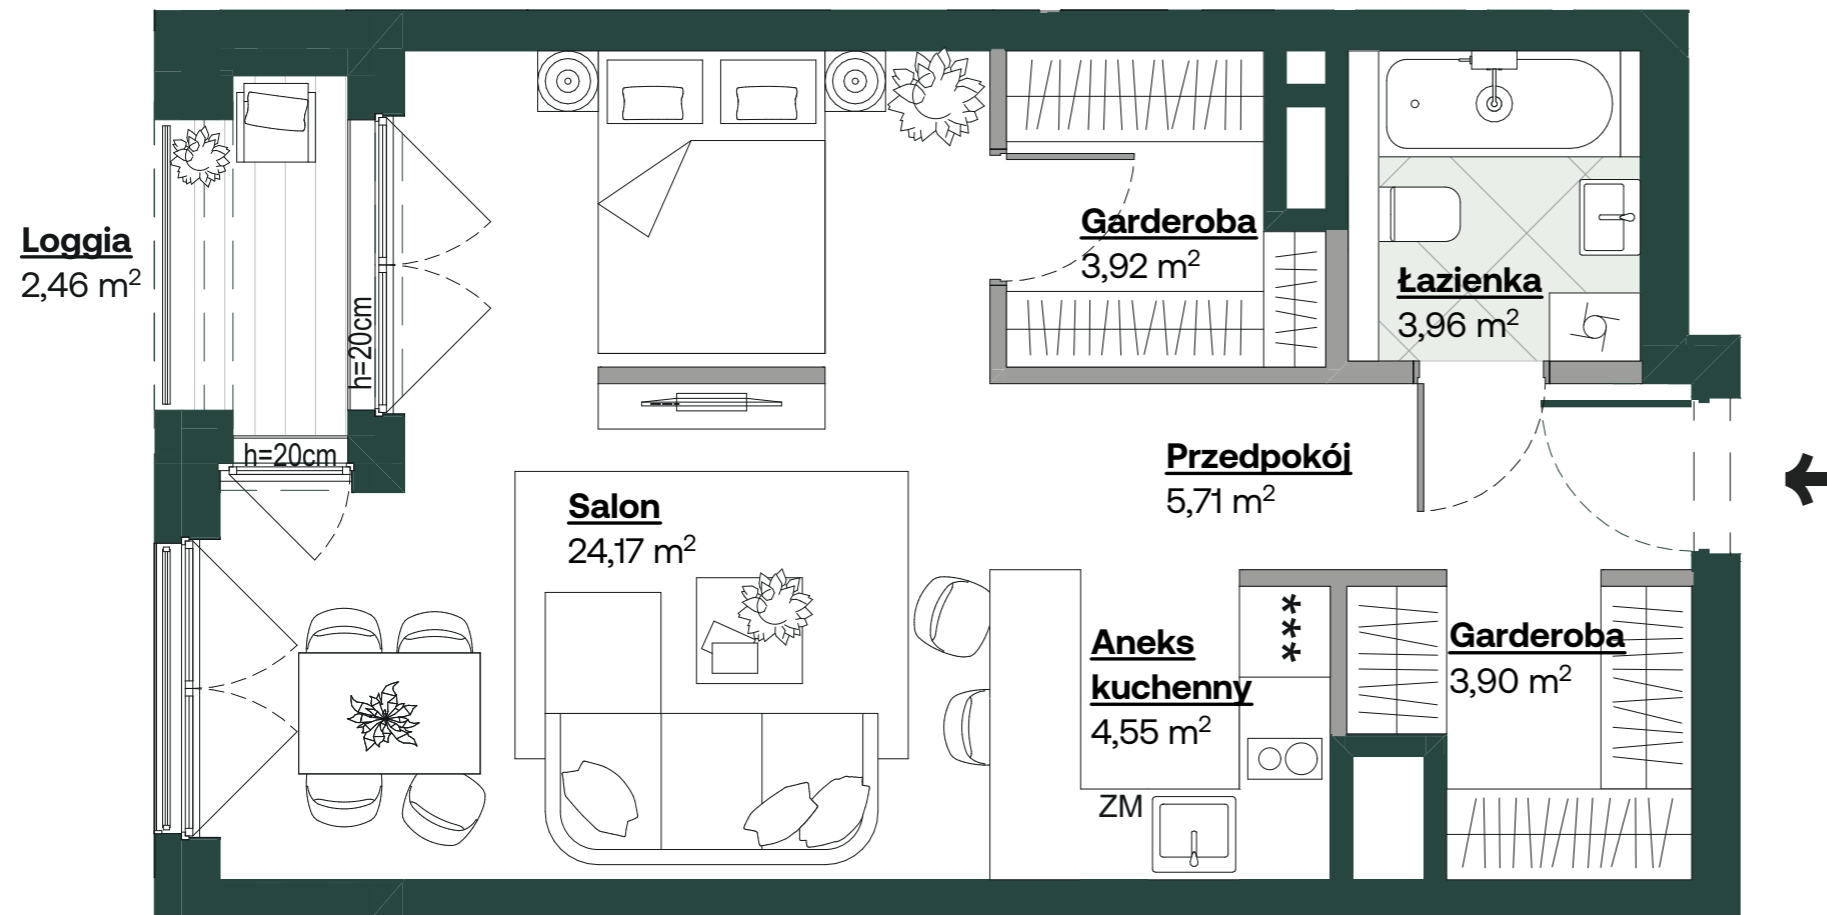 Loggia
2,46 m²
h=20cm
h=20cm
Garderoba
3,92 m²
Łazienka
3,96 m²
Przedpokój
5,71 m²
Salon
24,17 m²
Aneks
kuchenny
4,55 m²
***
Garderoba
3,90 m²
ZM